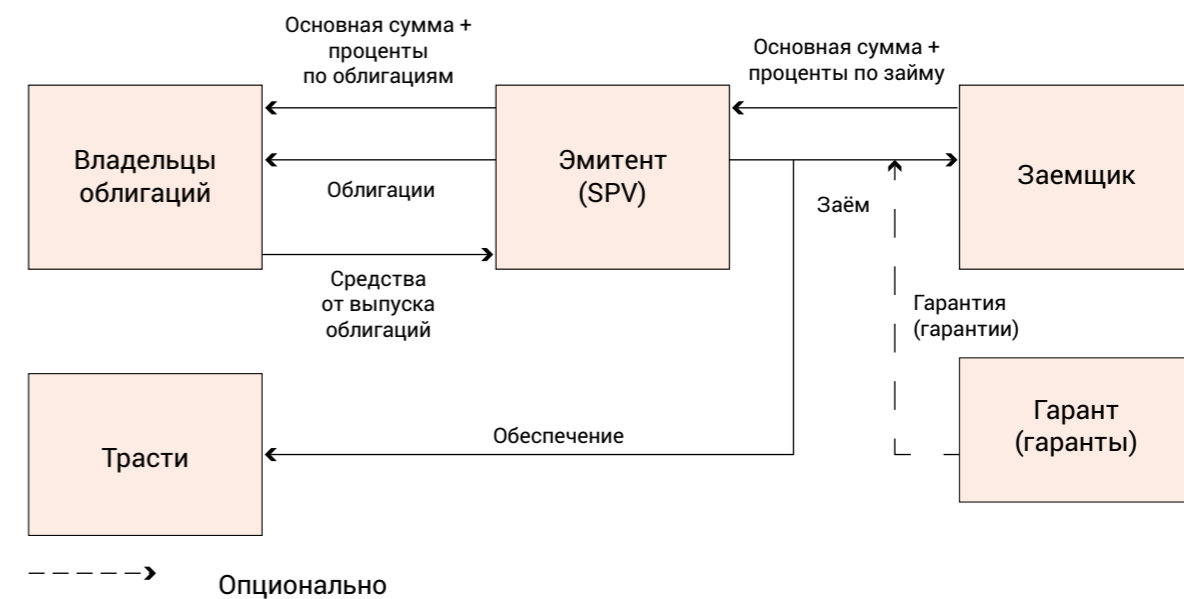 Основная сумма +
проценты
по облигациям
Основная сумма +
проценты по займу
Владельцы
облигаций
Эмитент
(SPV)
Заемщик
Облигации
Заём
Средства
от выпуска
облигаций
Гарантия
(гарантии)
Гарант
(гаранты)
Трасти
Обеспечение
Опционально